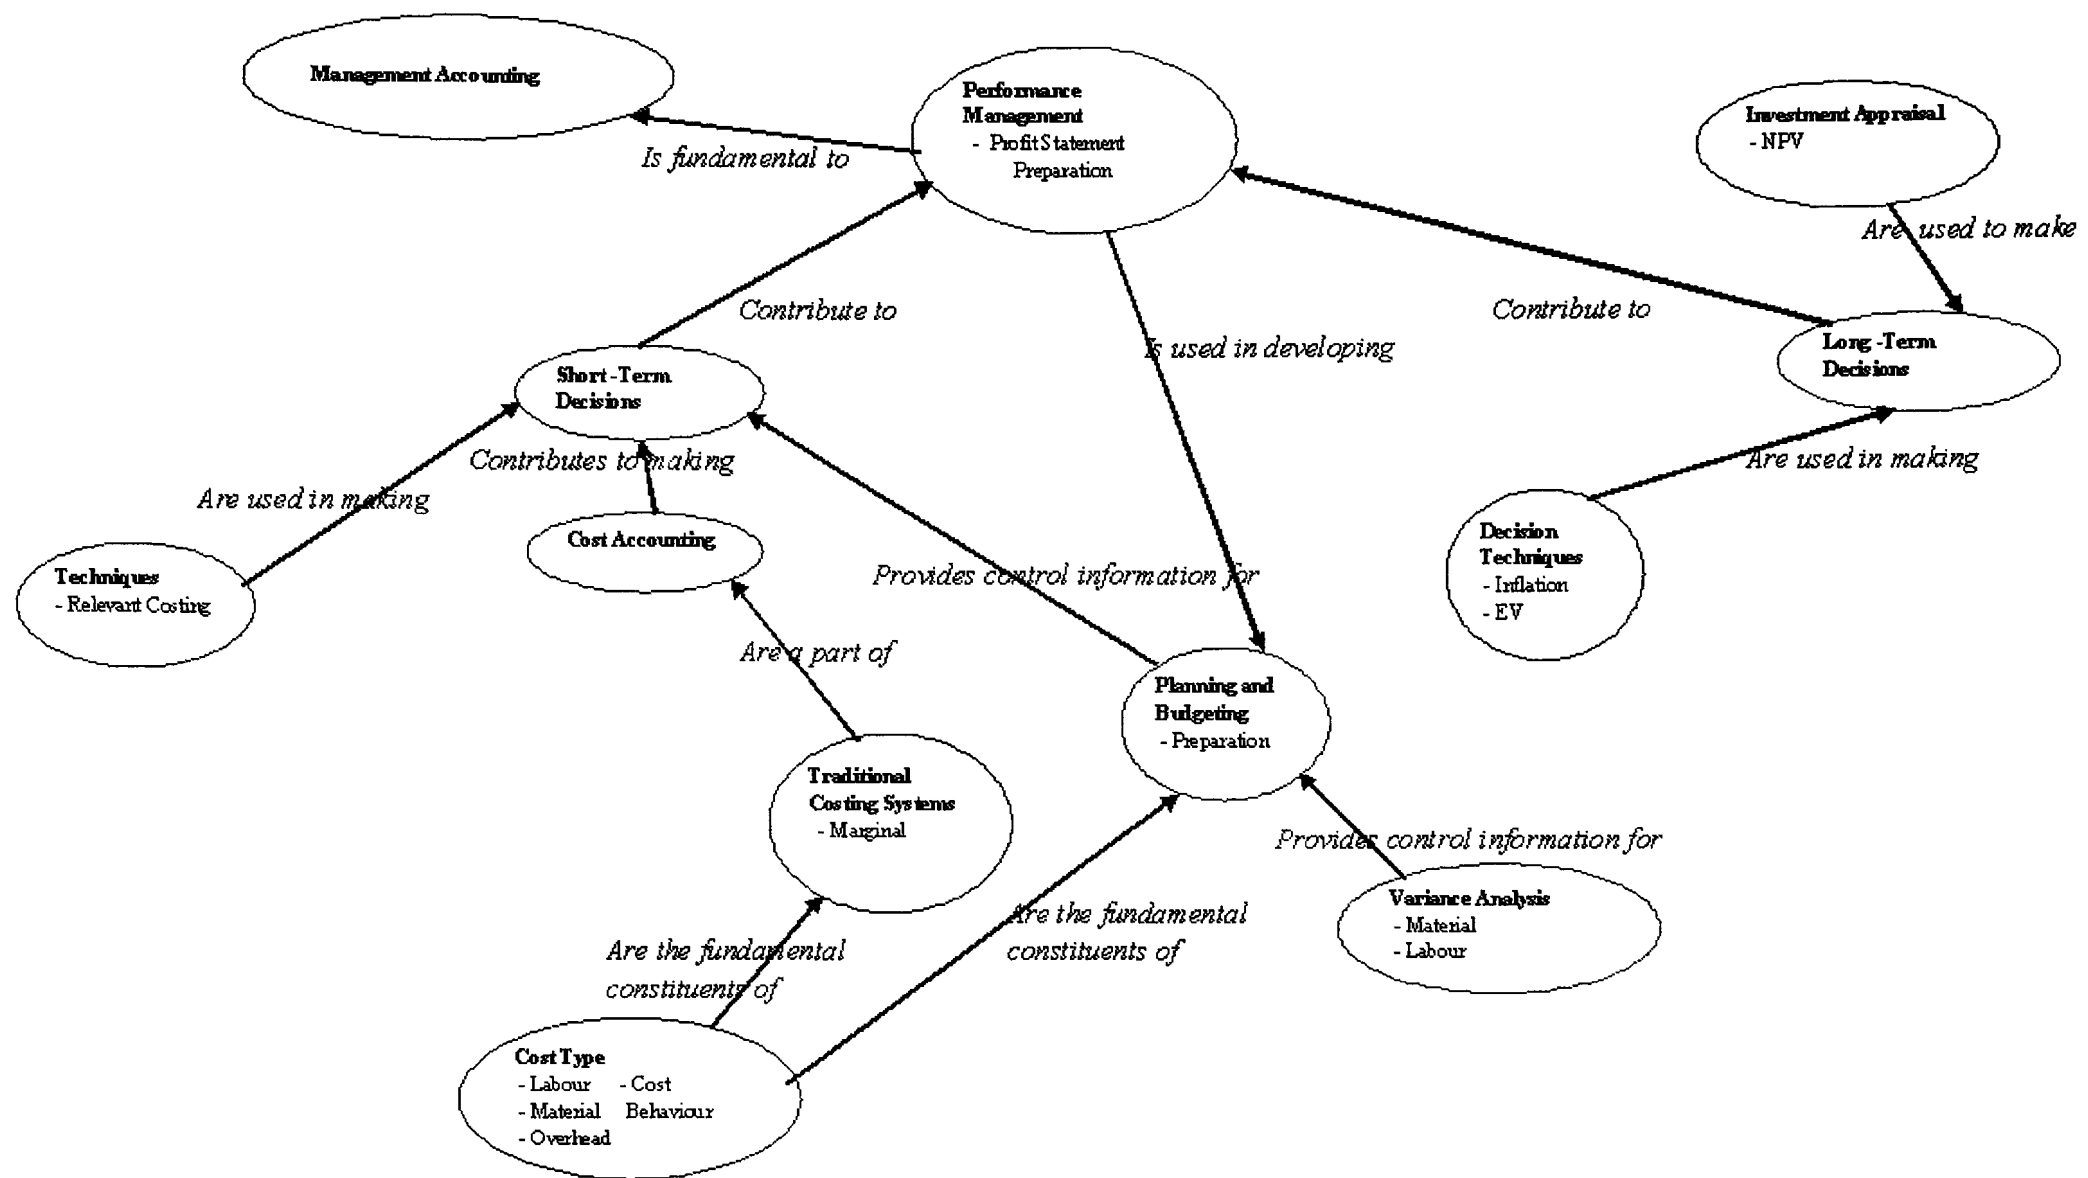 Management Accounting
Performance
Management
- Profit Statement
Preparation
Investment Appraisal
- NPV
Is fundamental to
Are used to make
Contribute to
Is used in developing
Contribute to
Long -Term
Decisions
Short -Term
Decisions
Contributes to making
Are used in making
Are used in making
Cost Accounting
Techniques
- Relevant Costing
Provides control information for
Decision
Techniques
- Inflation
- EV
Are a part of
Planning and
Budgeting
- Preparation
Traditional
Costing Systems
- Marginal
Provides control information for
Variance Analysis
- Material
- Labour
Are the fundamental
constituents of
Are the fundamental
constituents of
Cost Type
- Labour - Cost
- Material Behaviour
- Overhead